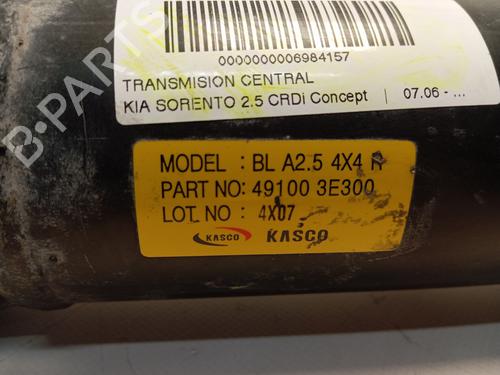 0000000006984157
TRANSMISION CENTRAL
KIA SORENTO 2.5 CRDi Concept | 07.06 - ...
MODEL : BL A2.5 4X4 R
PART NO: 49100 3E300
LOT NO : 4X07
KASCO KASCO
B-PARTS